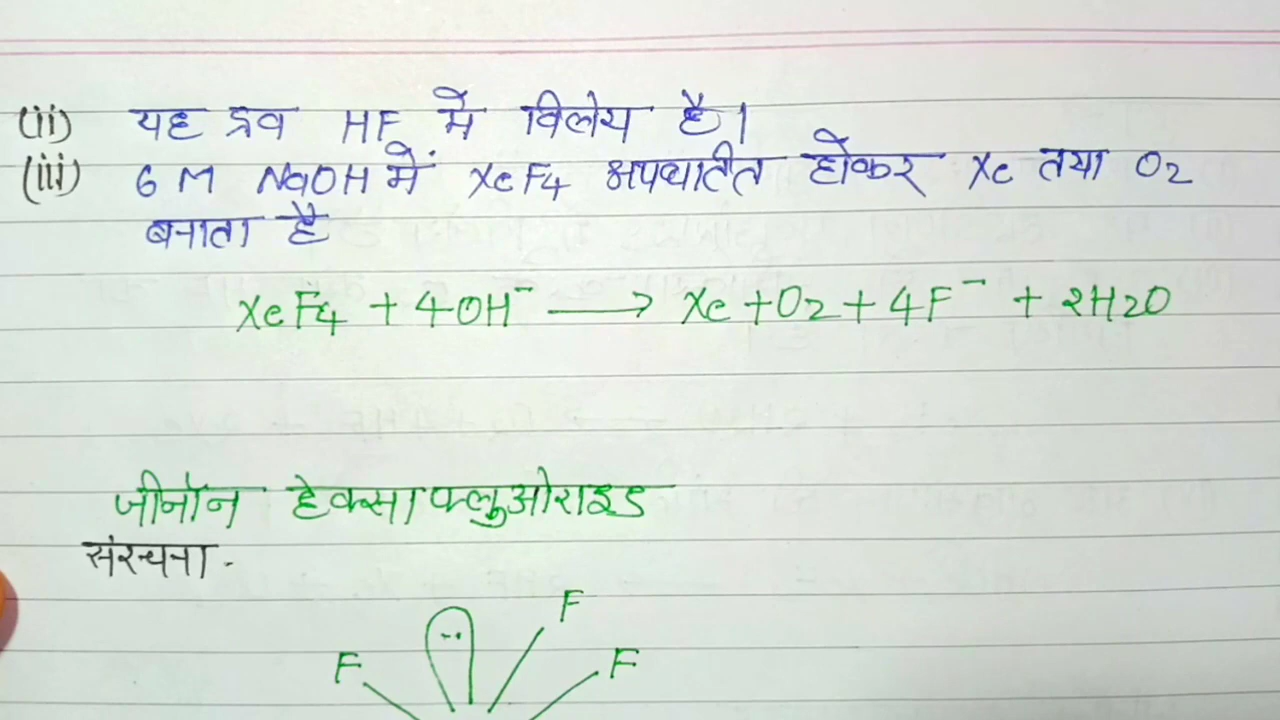 (ii) यह द्रव HF में विलेय है।
(iii) 6 M NaOH में XeF4 अपघातित होकर Xe तथा O2
बनाता है
XeF4 + 4OH⁻ ⟶ Xe + O2 + 4F⁻ + 2H2O
जीनॉन हेक्साफ्लुओराइड
संरचना -
F
F F